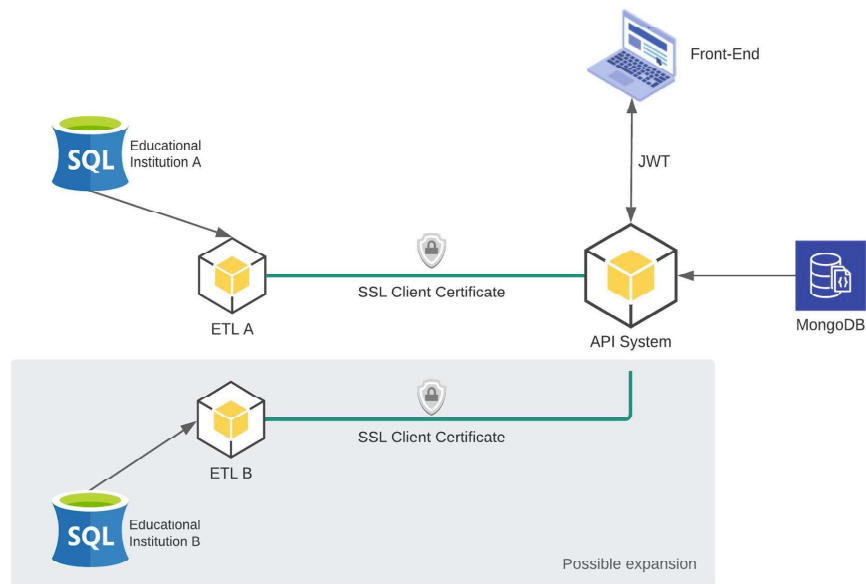 Front-End
SQL
Educational
Institution A
JWT
SSL Client Certificate
ETL A
API System
MongoDB
SSL Client Certificate
ETL B
SQL
Educational
Institution B
Possible expansion